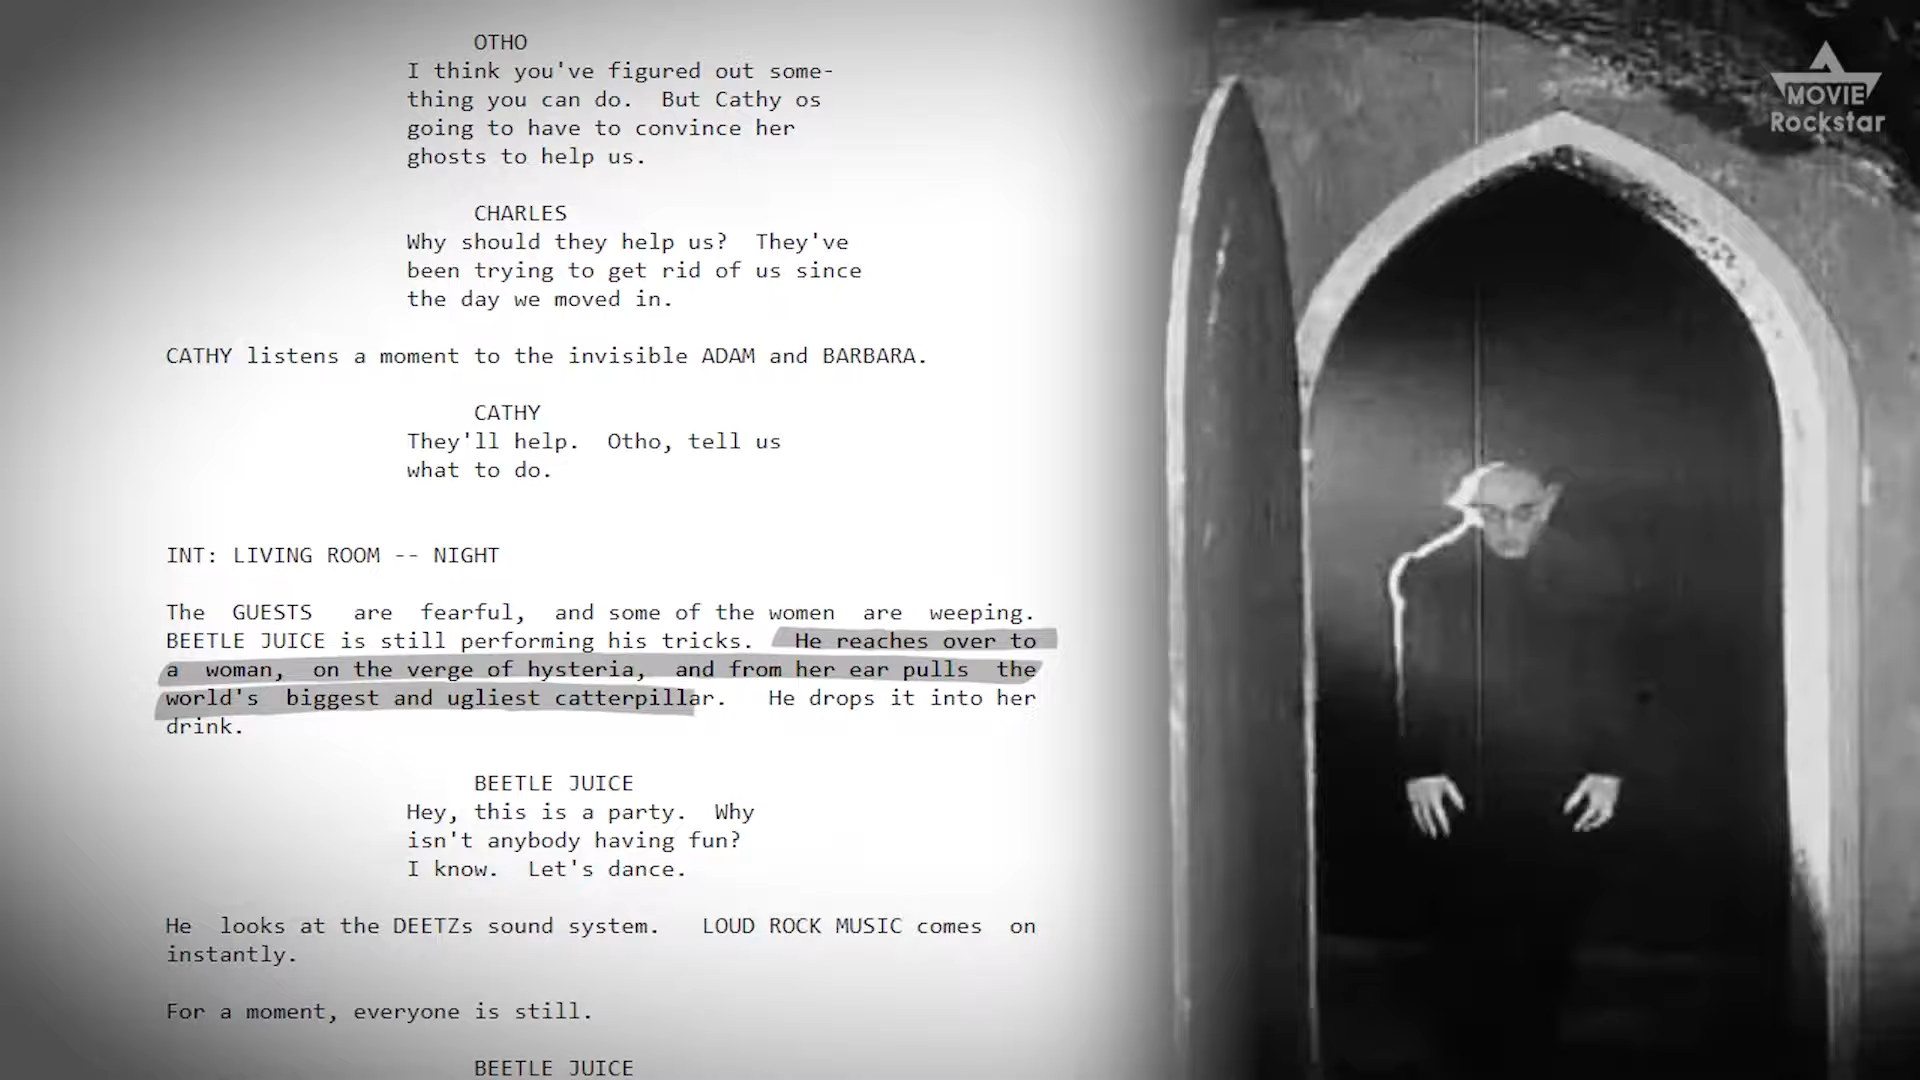 OTHO
I think you've figured out some-
thing you can do. But Cathy os
going to have to convince her
ghosts to help us.
CHARLES
Why should they help us? They've
been trying to get rid of us since
the day we moved in.
CATHY listens a moment to the invisible ADAM and BARBARA.
CATHY
They'll help. Otho, tell us
what to do.
INT: LIVING ROOM -- NIGHT
The GUESTS are fearful, and some of the women are weeping.
BEETLE JUICE is still performing his tricks. He reaches over to
a woman, on the verge of hysteria, and from her ear pulls the
world's biggest and ugliest catterpillar. He drops it into her
drink.
BEETLE JUICE
Hey, this is a party. Why
isn't anybody having fun?
I know. Let's dance.
He looks at the DEETZs sound system. LOUD ROCK MUSIC comes on
instantly.
For a moment, everyone is still.
BEETLE JUICE
MOVIE
Rockstar